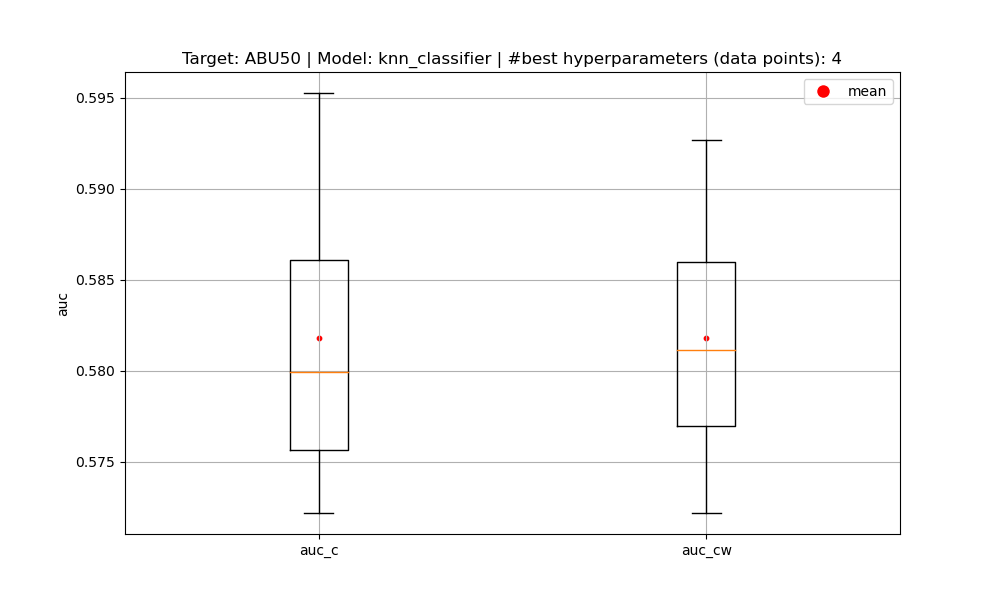 Target: ABU50 | Model: knn_classifier | #best hyperparameters (data points): 4
mean
0.595
0.590
0.585
0.580
0.575
auc
auc_c
auc_cw